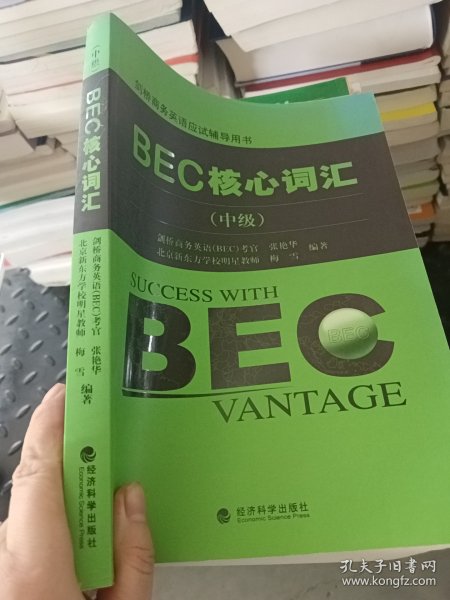 （中级）
BEC核心词汇
剑桥商务英语(BEC)考官 张艳华
北京新东方学校明星教师 梅 雪
编著
经济科学出版社
Economic Science Press
剑桥商务英语应试辅导用书
BEC核心词汇
（中级）
剑桥商务英语(BEC)考官 张艳华
北京新东方学校明星教师 梅 雪
编著
SUCCESS WITH
BEC
BEC
VANTAGE
经济科学出版社
Economic Science Press
孔夫子旧书网
www.kongfz.com